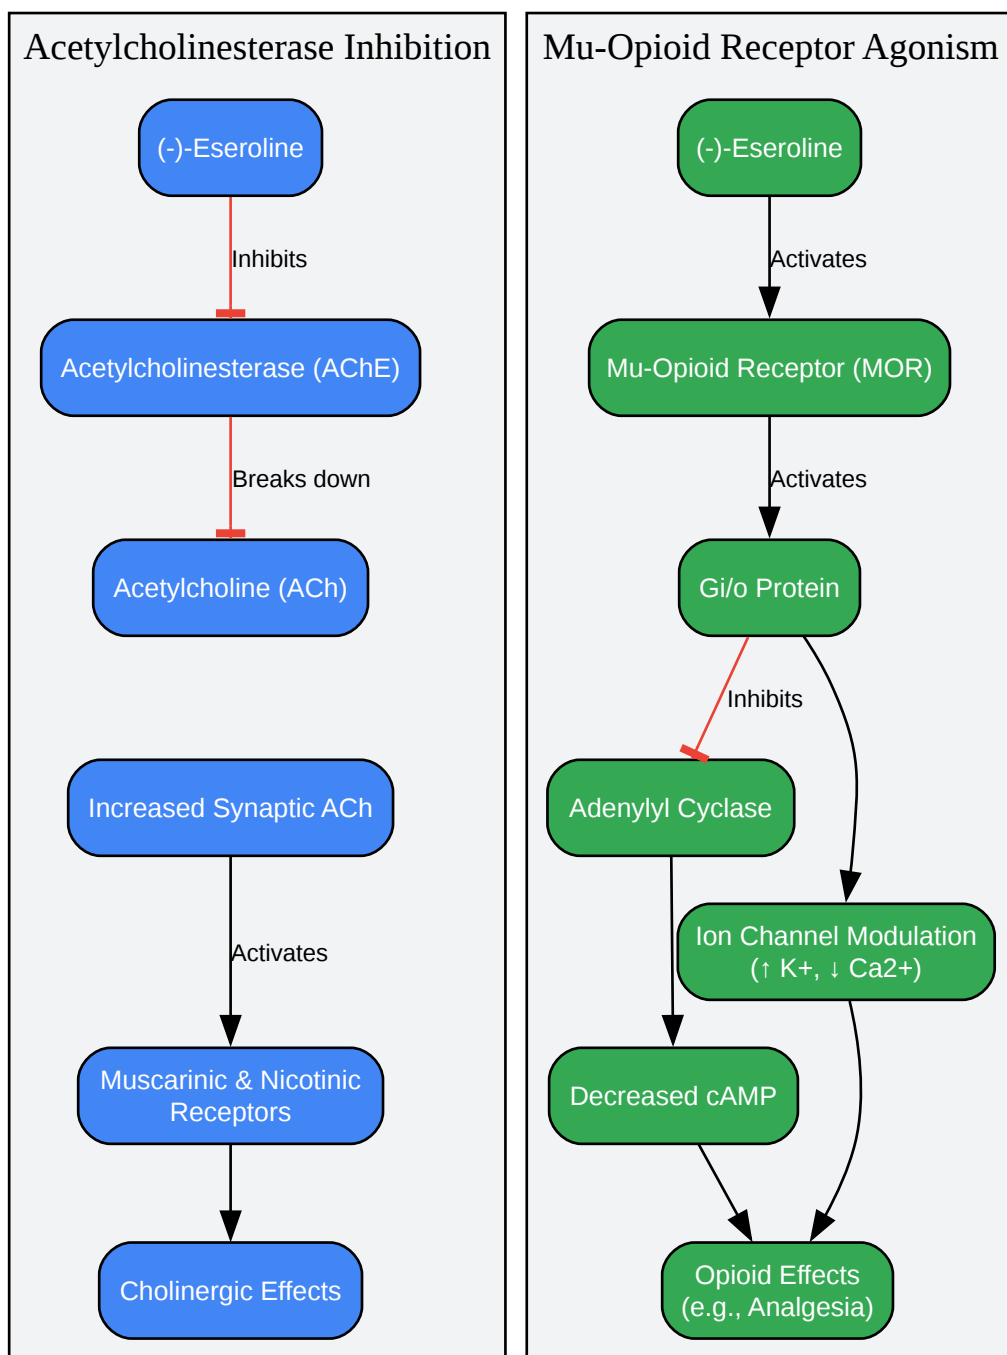 Acetylcholinesterase Inhibition
(-)-Eseroline
Inhibits
Acetylcholinesterase (AChE)
Breaks down
Acetylcholine (ACh)
Increased Synaptic ACh
Activates
Muscarinic & Nicotinic
Receptors
Cholinergic Effects
Mu-Opioid Receptor Agonism
(-)-Eseroline
Activates
Mu-Opioid Receptor (MOR)
Activates
Gi/o Protein
Inhibits
Adenylyl Cyclase
Ion Channel Modulation
(↑ K+, ↓ Ca2+)
Decreased cAMP
Opioid Effects
(e.g., Analgesia)